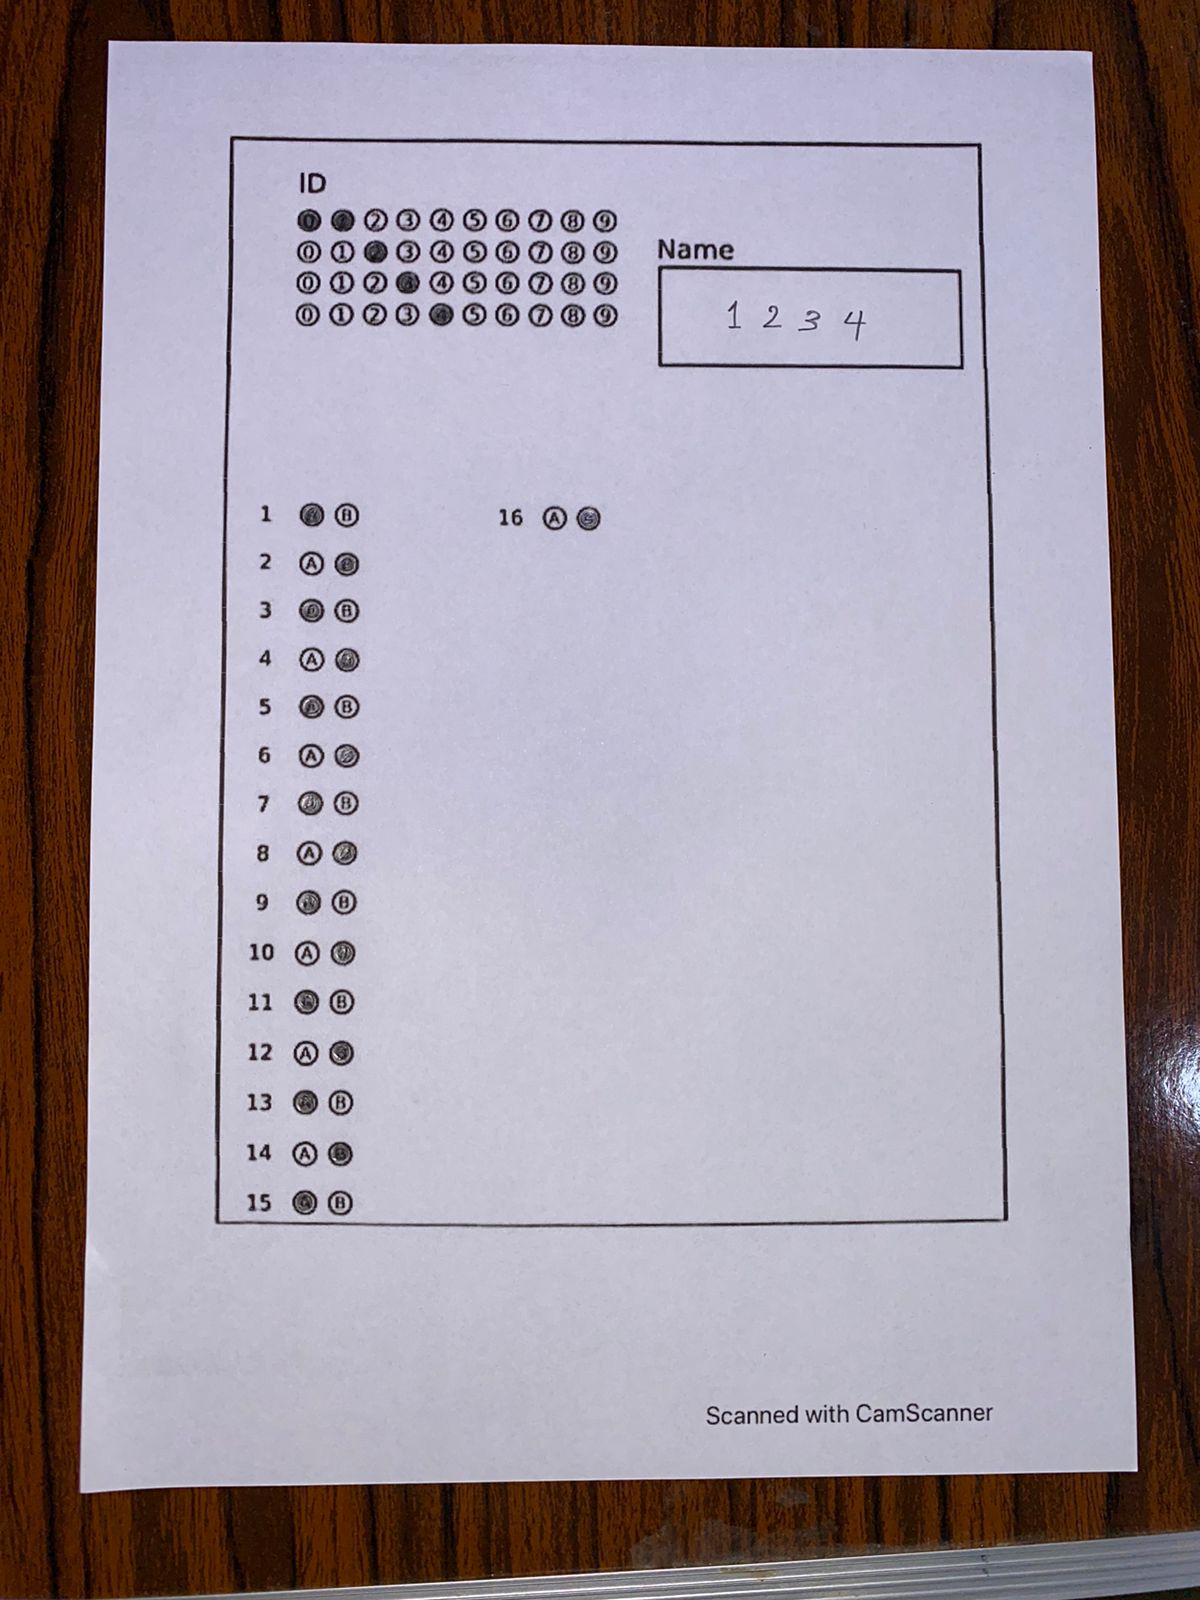 ID
0 1 2 3 4 5 6 7 8 9
0 1 2 3 4 5 6 7 8 9
0 1 2 3 4 5 6 7 8 9
0 1 2 3 4 5 6 7 8 9
Name
1 2 3 4
1 A B
2 A B
3 A B
4 A B
5 A B
6 A B
7 A B
8 A B
9 A B
10 A B
11 A B
12 A B
13 A B
14 A B
15 A B
16 A B
Scanned with CamScanner